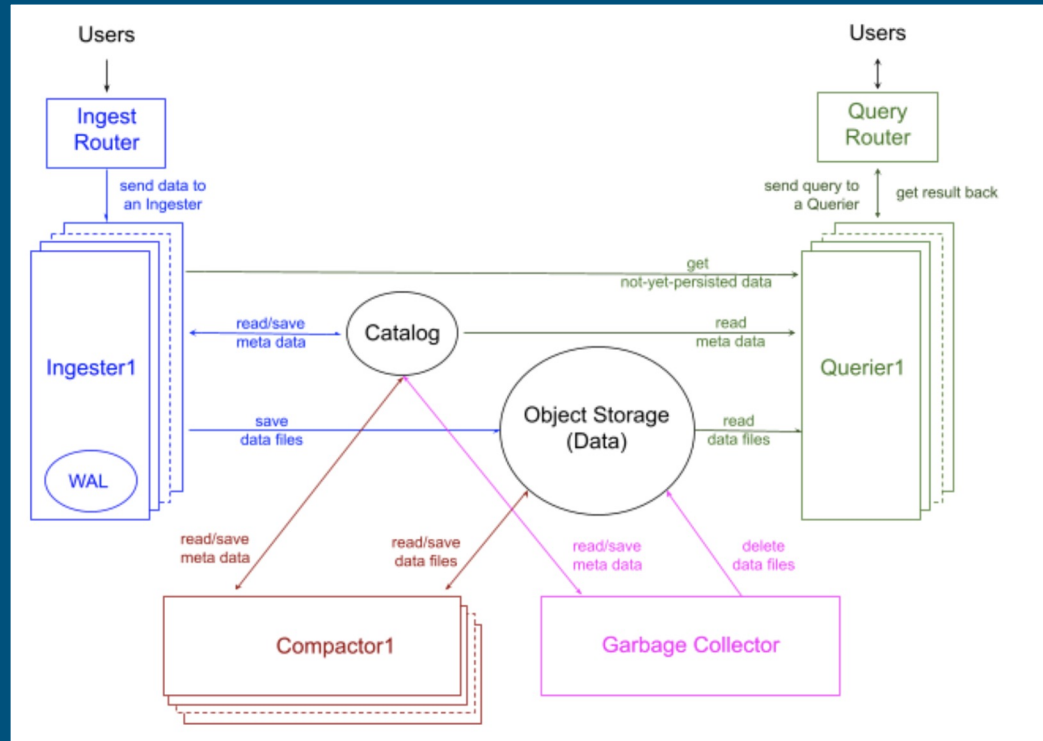 Users
Users
Ingest
Router
Query
Router
send data to
an Ingester
send query to
a Querier
get result back
get
not-yet-persisted data
read/save
meta data
Catalog
read
meta data
Ingester1
Querier1
Object Storage
(Data)
save
data files
read
data files
WAL
read/save
meta data
read/save
data files
read/save
meta data
delete
data files
Compactor1
Garbage Collector